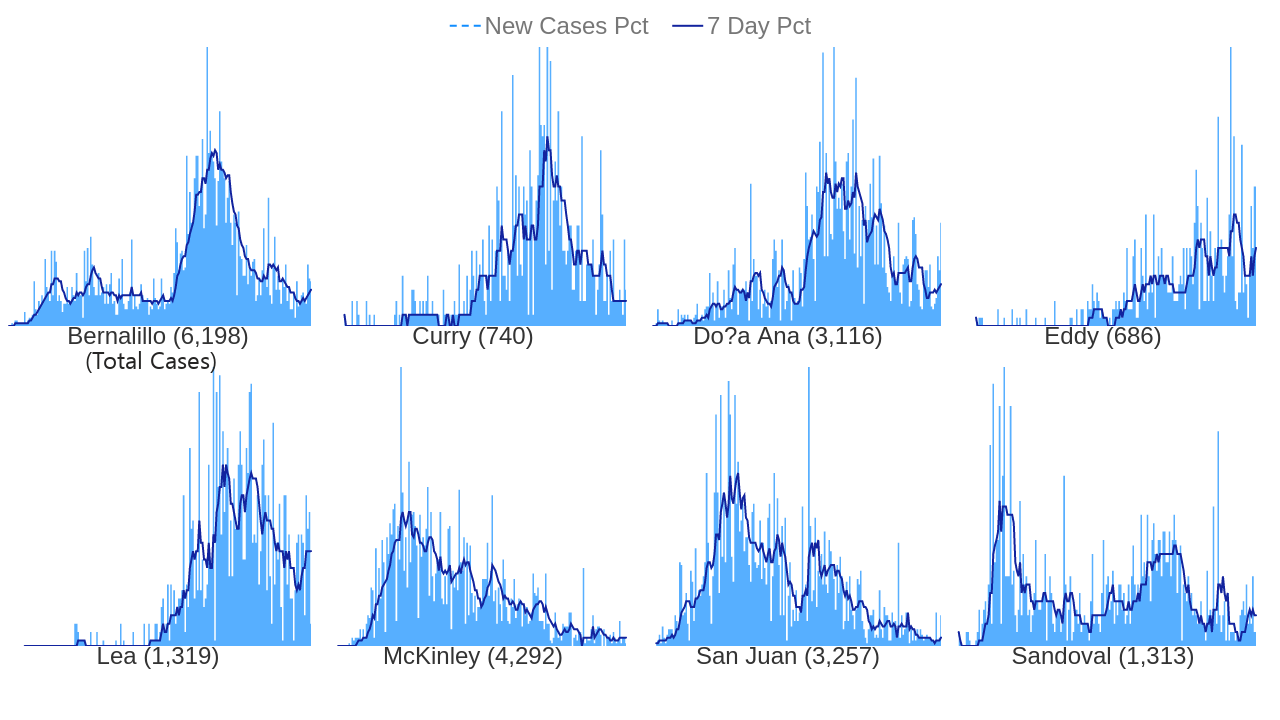 New Cases Pct 7 Day Pct
Bernalillo (6,198) Curry (740) Do?a Ana (3,116) Eddy (686)
(Total Cases)
Lea (1,319) McKinley (4,292) San Juan (3,257) Sandoval (1,313)